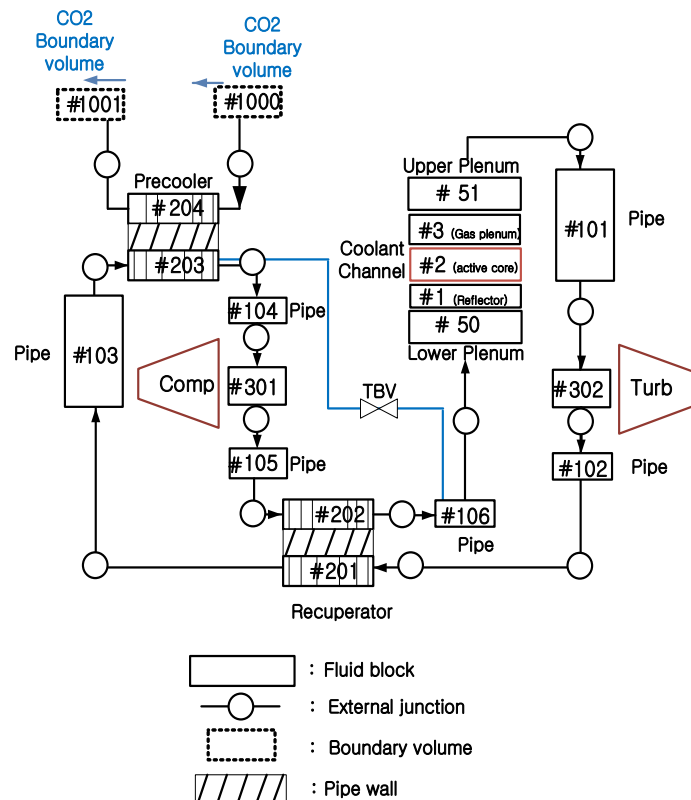 CO2
Boundary
volume
CO2
Boundary
volume
#1001
#1000
Precooler
#204
#203
Upper Plenum
# 51
#3 (Gas plenum)
Coolant
Channel
#2 (active core)
#1 (Reflector)
# 50
Lower Plenum
#101
Pipe
#104
Pipe
Pipe
#103
Comp
#301
TBV
#302
Turb
#105
Pipe
#102
Pipe
#202
#106
Pipe
#201
Recuperator
: Fluid block
: External junction
: Boundary volume
: Pipe wall